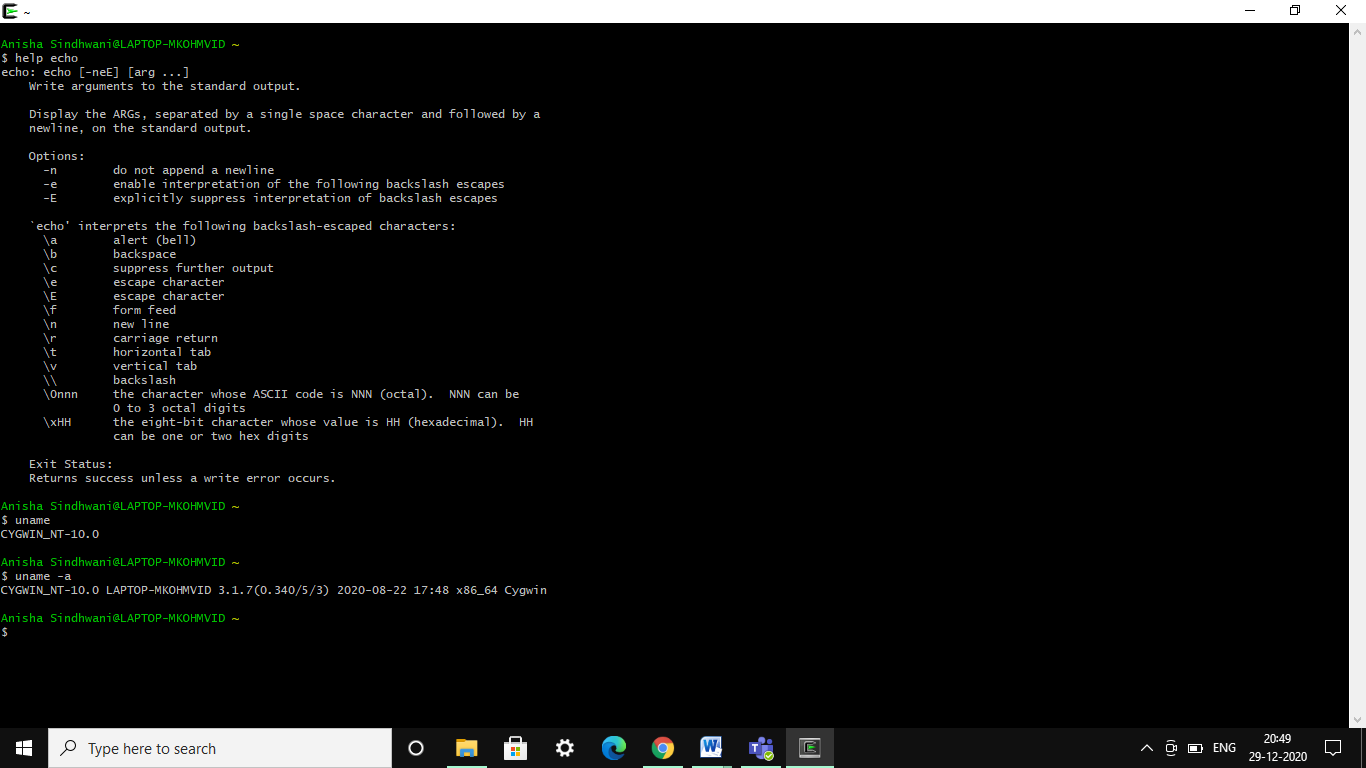 ~
Anisha Sindhwani@LAPTOP-MKOHMVID ~
$ help echo
echo: echo [-neE] [arg ...]
    Write arguments to the standard output.

    Display the ARGs, separated by a single space character and followed by a
    newline, on the standard output.

    Options:
      -n        do not append a newline
      -e        enable interpretation of the following backslash escapes
      -E        explicitly suppress interpretation of backslash escapes

    `echo' interprets the following backslash-escaped characters:
      \a        alert (bell)
      \b        backspace
      \c        suppress further output
      \e        escape character
      \E        escape character
      \f        form feed
      \n        new line
      \r        carriage return
      \t        horizontal tab
      \v        vertical tab
      \\        backslash
      \0nnn     the character whose ASCII code is NNN (octal).  NNN can be
                0 to 3 octal digits
      \xHH      the eight-bit character whose value is HH (hexadecimal).  HH
                can be one or two hex digits

    Exit Status:
    Returns success unless a write error occurs.

Anisha Sindhwani@LAPTOP-MKOHMVID ~
$ uname
CYGWIN_NT-10.0

Anisha Sindhwani@LAPTOP-MKOHMVID ~
$ uname -a
CYGWIN_NT-10.0 LAPTOP-MKOHMVID 3.1.7(0.340/5/3) 2020-08-22 17:48 x86_64 Cygwin

Anisha Sindhwani@LAPTOP-MKOHMVID ~
$
Type here to search
ENG
20:49
29-12-2020